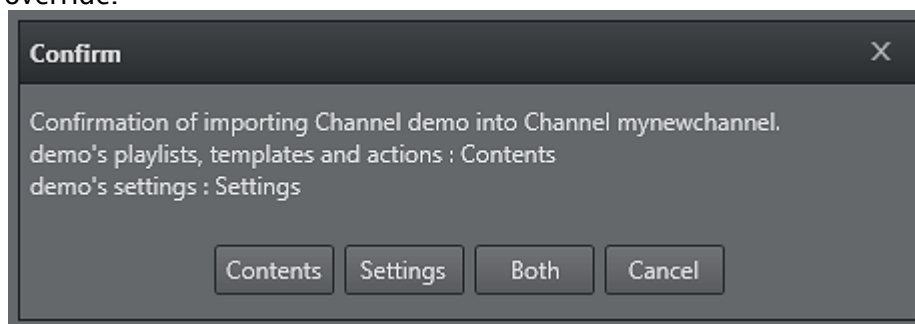 override.
Confirm X
Confirmation of importing Channel demo into Channel mynewchannel.
demo's playlists, templates and actions : Contents
demo's settings : Settings
Contents Settings Both Cancel